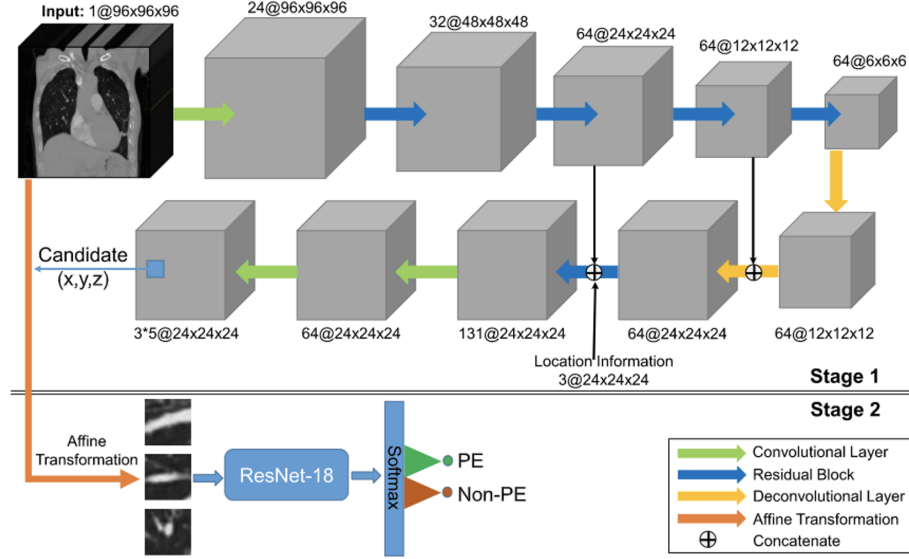 Input: 1@96x96x96
24@96x96x96
32@48x48x48
64@24x24x24
64@12x12x12
64@6x6x6
Candidate
(x,y,z)
3*5@24x24x24
64@24x24x24
131@24x24x24
64@24x24x24
64@12x12x12
Location Information
3@24x24x24
Stage 1
Stage 2
Affine
Transformation
ResNet-18
Softmax
PE
Non-PE
Convolutional Layer
Residual Block
Deconvolutional Layer
Affine Transformation
Concatenate